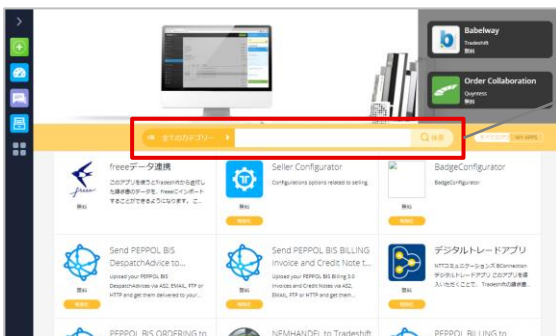 Babelway
Tradeshift
無料
Order Collaboration
Quyntess
無料
全てのカテゴリー
検索
MY APPS
freeeデータ連携
このアプリを使うとTradeshiftから送信し
た請求書のデータを、freeeにインポート
することができるようになります。こ...
無料
Seller Configurator
Configurations options related to selling.
無料
BadgeConfigurator
BadgeConfigurator
無料
Send PEPPOL BIS
DespatchAdvice to...
Upload your PEPPOL BIS
DespatchAdvices via AS2, EMAIL, FTP or
HTTP and get them delivered to your...
無料
Send PEPPOL BIS BILLING
Invoice and Credit Note t...
Upload your PEPPOL BIS Billing 3.0
Invoices and Credit Notes via AS2,
EMAIL, FTP or HTTP and get them...
無料
デジタルトレードアプリ
NTTコミュニケーションズ BConnection
デジタルトレードアプリ このアプリを導
入いただくことで、Tradeshiftの請求書...
無料
PEPPOL BIS ORDERING to
NEMHANDEL to Tradeshift
PEPPOL BILLING to